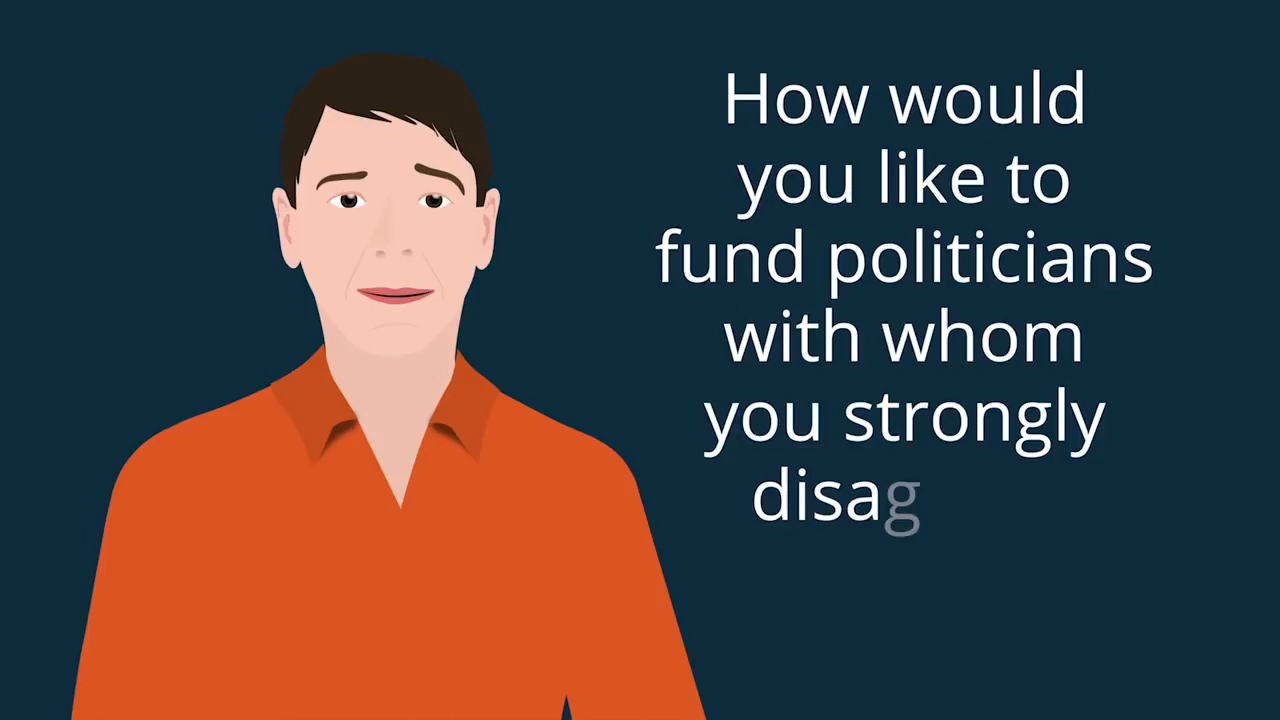 How would
you like to
fund politicians
with whom
you strongly
disag